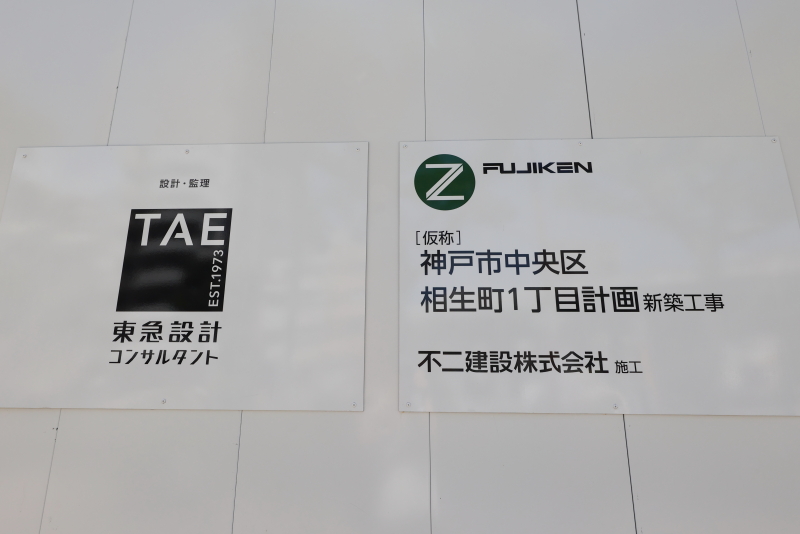 設計・監理
TAE
EST.1973
東急設計
コンサルタント
Z FUJIKEN
［仮称］
神戸市中央区
相生町1丁目計画 新築工事
不二建設株式会社 施工